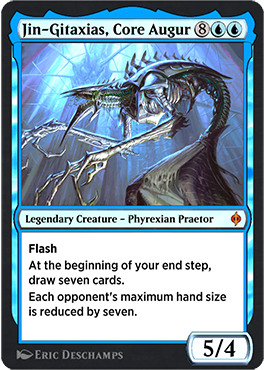 Jin-Gitaxias, Core Augur 8
Legendary Creature – Phyrexian Praetor
Flash
At the beginning of your end step,
draw seven cards.
Each opponent's maximum hand size
is reduced by seven.
5/4
Eric Deschamps